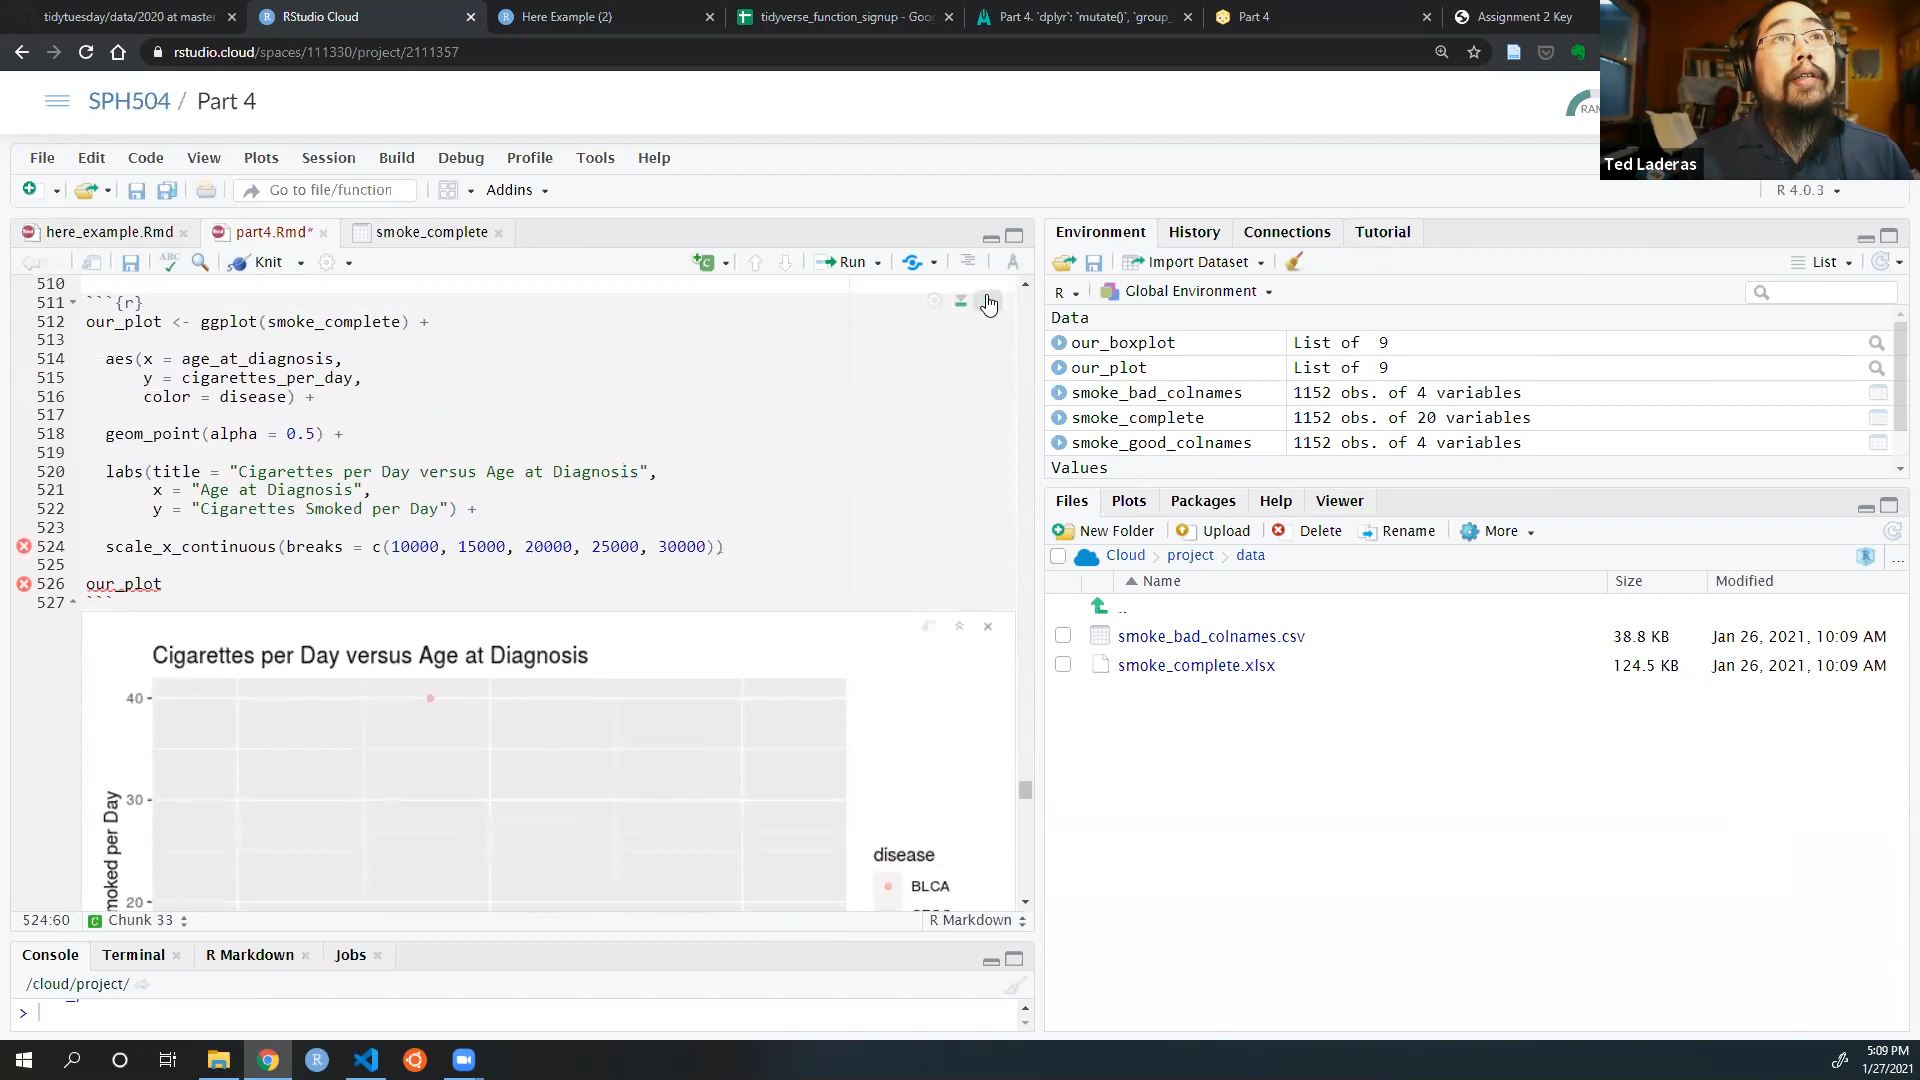 tidytuesday/data/2020 at master
RStudio Cloud
Here Example (2)
tidyverse_function_signup - Goo
Part 4. `dplyr`: `mutate()`, `group_
Part 4
Assignment 2 Key
rstudio.cloud/spaces/111330/project/2111357
SPH504 / Part 4
RAM
Ted Laderas
File Edit Code View Plots Session Build Debug Profile Tools Help
Go to file/function
Addins
R 4.0.3
here_example.Rmd
part4.Rmd*
smoke_complete
ABC
Knit
Run
510
511 ```{r}
512 our_plot <- ggplot(smoke_complete) +
513
514 aes(x = age_at_diagnosis,
515 y = cigarettes_per_day,
516 color = disease) +
517
518 geom_point(alpha = 0.5) +
519
520 labs(title = "Cigarettes per Day versus Age at Diagnosis",
521 x = "Age at Diagnosis",
522 y = "Cigarettes Smoked per Day") +
523
524 scale_x_continuous(breaks = c(10000, 15000, 20000, 25000, 30000))
525
526 our_plot
527 ```
Cigarettes per Day versus Age at Diagnosis
40
30
20
moked per Day
disease
BLCA
524:60
Chunk 33
R Markdown
Console Terminal R Markdown Jobs
/cloud/project/
>
Environment History Connections Tutorial
Import Dataset
List
R
Global Environment
Data
our_boxplot List of 9
our_plot List of 9
smoke_bad_colnames 1152 obs. of 4 variables
smoke_complete 1152 obs. of 20 variables
smoke_good_colnames 1152 obs. of 4 variables
Values
Files Plots Packages Help Viewer
New Folder Upload Delete Rename More
Cloud project data
R
...
Name Size Modified
..
smoke_bad_colnames.csv 38.8 KB Jan 26, 2021, 10:09 AM
smoke_complete.xlsx 124.5 KB Jan 26, 2021, 10:09 AM
5:09 PM
1/27/2021